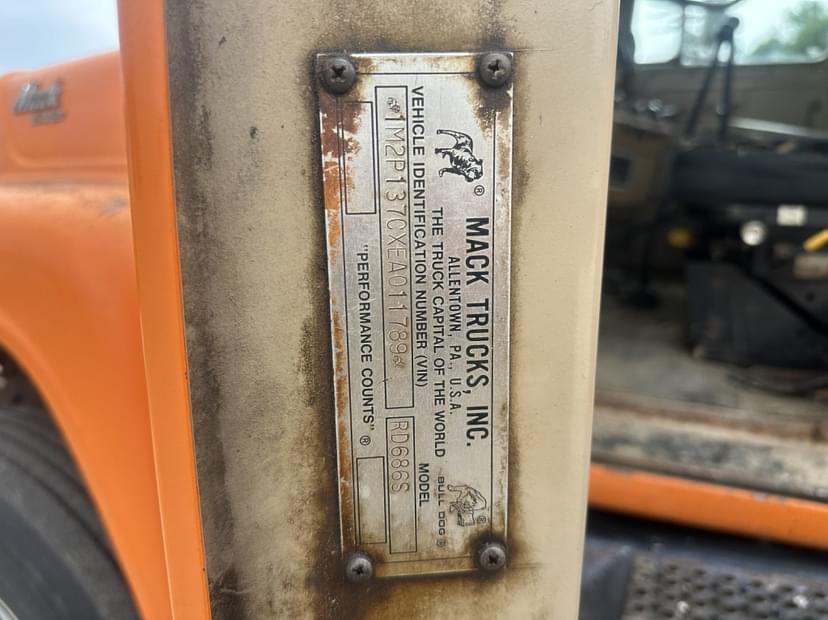 Mack
MACK TRUCKS, INC.
ALLENTOWN, PA., U.S.A.
THE TRUCK CAPITAL OF THE WORLD
BULL DOG ®
VEHICLE IDENTIFICATION NUMBER (VIN)
MODEL
1M2P137CXEA011789
RD686S
"PERFORMANCE COUNTS" ®